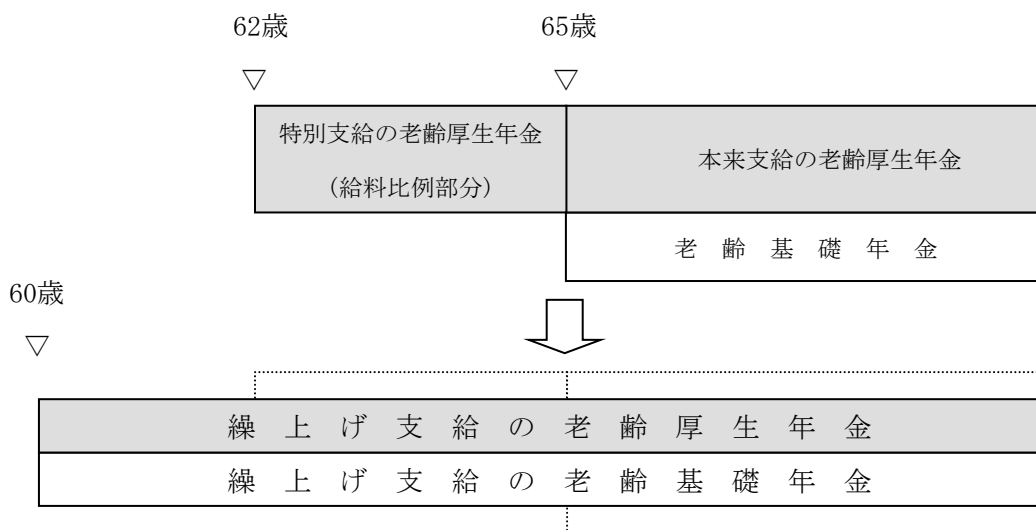 62歳 65歳
▽ ▽
特別支給の老齢厚生年金
(給料比例部分)
本来支給の老齢厚生年金
老齢基礎年金
60歳
▽
繰上げ支給の老齢厚生年金
繰上げ支給の老齢基礎年金